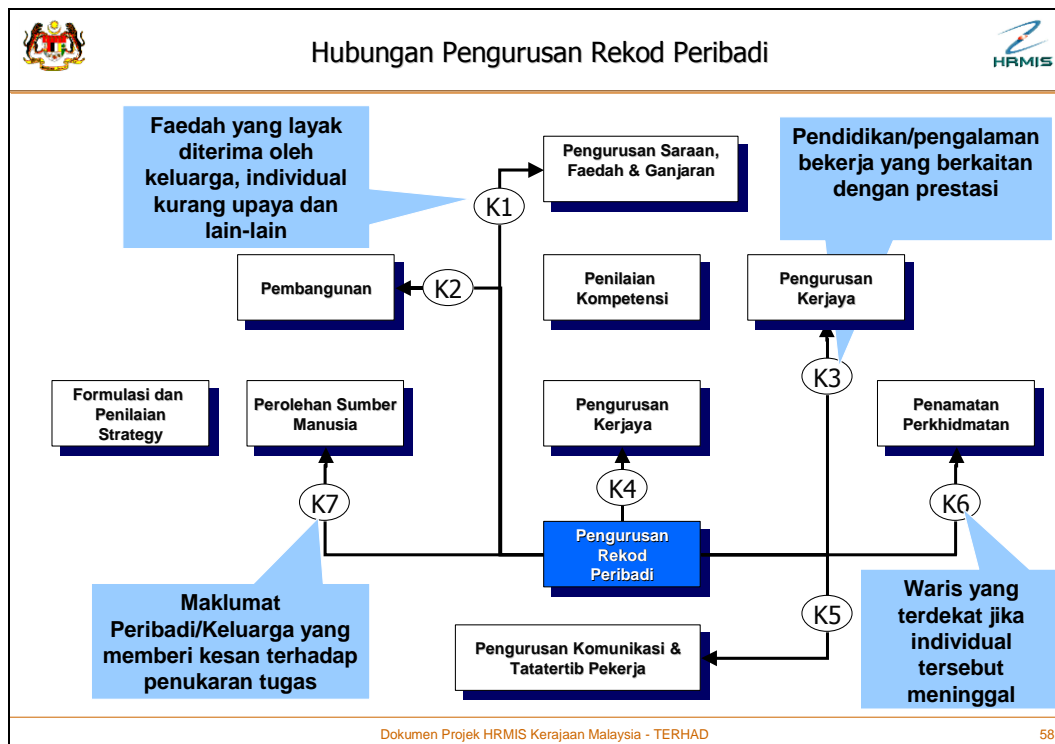 Hubungan Pengurusan Rekod Peribadi
HRMIS
Faedah yang layak
diterima oleh
keluarga, individual
kurang upaya dan
lain-lain
Pengurusan Saraan,
Faedah & Ganjaran
Pendidikan/pengalaman
bekerja yang berkaitan
dengan prestasi
K1
Pembangunan
K2
Penilaian
Kompetensi
Pengurusan
Kerjaya
K3
Formulasi dan
Penilaian
Strategy
Perolehan Sumber
Manusia
Pengurusan
Kerjaya
Penamatan
Perkhidmatan
K7
K4
K6
Pengurusan
Rekod
Peribadi
Maklumat
Peribadi/Keluarga yang
memberi kesan terhadap
penukaran tugas
K5
Waris yang
terdekat jika
individual
tersebut
meninggal
Pengurusan Komunikasi &
Tatatertib Pekerja
Dokumen Projek HRMIS Kerajaan Malaysia - TERHAD
58